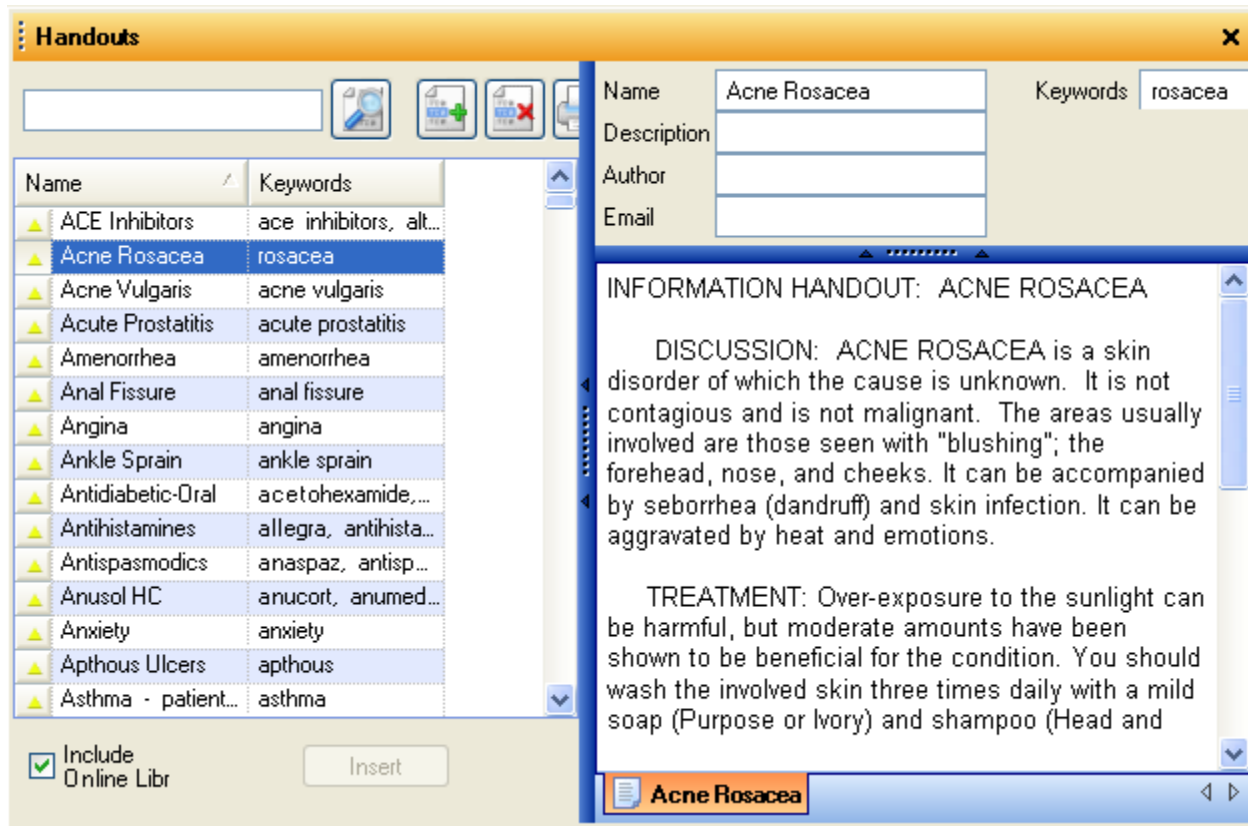 Handouts
Name Acne Rosacea Keywords rosacea
Description
Author
Email
Name Keywords
ACE Inhibitors ace inhibitors, alt...
Acne Rosacea rosacea
Acne Vulgaris acne vulgaris
Acute Prostatitis acute prostatitis
Amenorrhea amenorrhea
Anal Fissure anal fissure
Angina angina
Ankle Sprain ankle sprain
Antidiabetic-Oral acetohexamide,...
Antihistamines allegra, antihista...
Antispasmodics anaspaz, antisp...
Anusol HC anucort, anumed...
Anxiety anxiety
Apthous Ulcers apthous
Asthma - patient... asthma
Include
Online Libr
Insert
INFORMATION HANDOUT: ACNE ROSACEA
DISCUSSION: ACNE ROSACEA is a skin
disorder of which the cause is unknown. It is not
contagious and is not malignant. The areas usually
involved are those seen with "blushing"; the
forehead, nose, and cheeks. It can be accompanied
by seborrhea (dandruff) and skin infection. It can be
aggravated by heat and emotions.
TREATMENT: Over-exposure to the sunlight can
be harmful, but moderate amounts have been
shown to be beneficial for the condition. You should
wash the involved skin three times daily with a mild
soap (Purpose or Ivory) and shampoo (Head and
Acne Rosacea